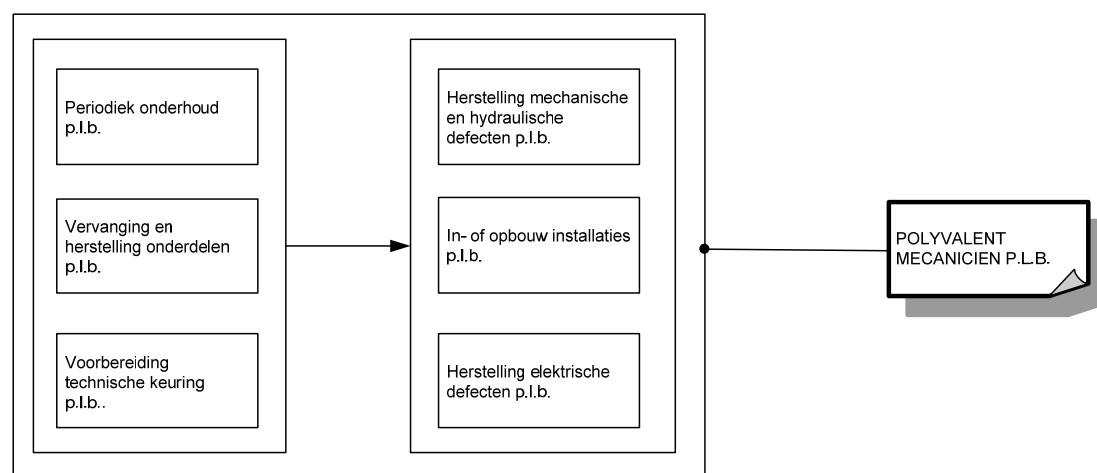 Periodiek onderhoud
p.l.b.
Vervanging en
herstelling onderdelen
p.l.b.
Voorbereiding
technische keuring
p.l.b..
Herstelling mechanische
en hydraulische
defecten p.l.b.
In- of opbouw installaties
p.l.b.
Herstelling elektrische
defecten p.l.b.
POLYVALENT
MECANICIEN P.L.B.